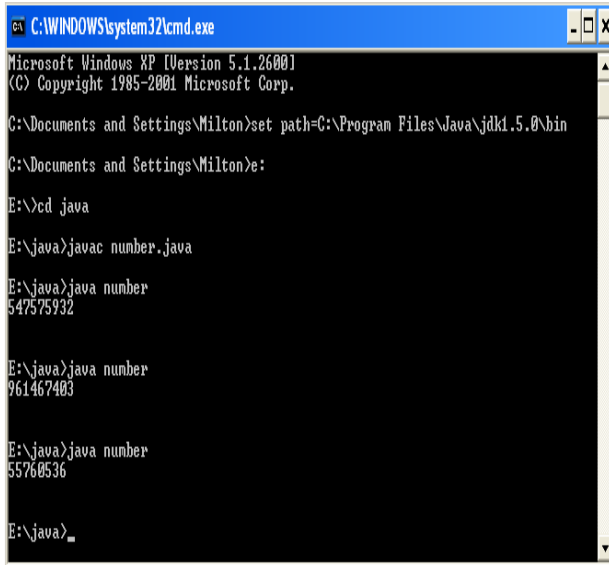 C:\WINDOWS\system32\cmd.exe
Microsoft Windows XP [Version 5.1.2600]
(C) Copyright 1985-2001 Microsoft Corp.
C:\Documents and Settings\Milton>set path=C:\Program Files\Java\jdk1.5.0\bin
C:\Documents and Settings\Milton>e:
E:\>cd java
E:\java>javac number.java
E:\java>java number
547575932
E:\java>java number
961467403
E:\java>java number
55760536
E:\java>_